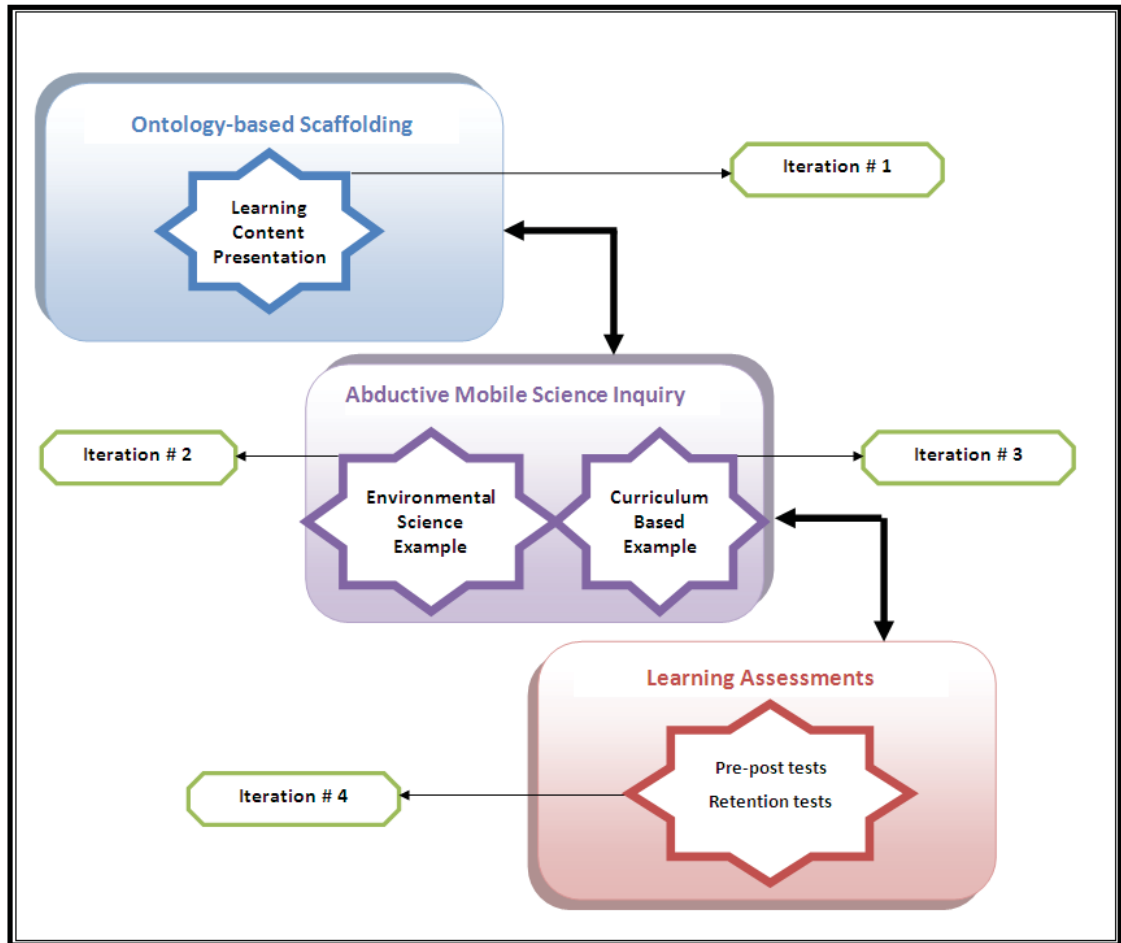 Ontology-based Scaffolding
Learning
Content
Presentation
Iteration # 1
Abductive Mobile Science Inquiry
Iteration # 2
Environmental
Science
Example
Curriculum
Based
Example
Iteration # 3
Learning Assessments
Pre-post tests
Retention tests
Iteration # 4